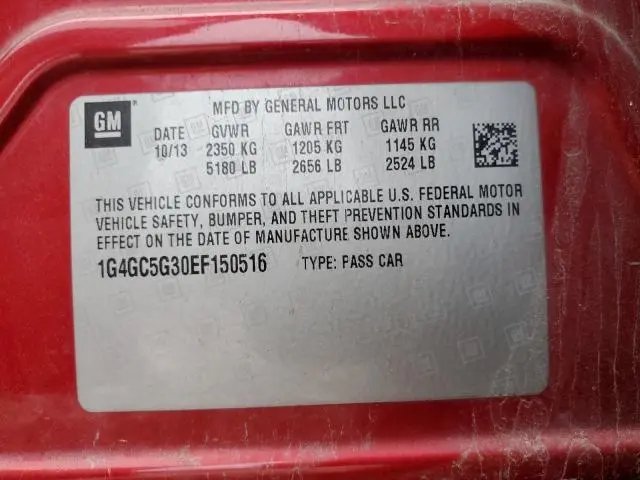 GM
MFD BY GENERAL MOTORS LLC
DATE GVWR GAWR FRT GAWR RR
10/13 2350 KG 1205 KG 1145 KG
5180 LB 2656 LB 2524 LB
THIS VEHICLE CONFORMS TO ALL APPLICABLE U.S. FEDERAL MOTOR
VEHICLE SAFETY, BUMPER, AND THEFT PREVENTION STANDARDS IN
EFFECT ON THE DATE OF MANUFACTURE SHOWN ABOVE.
1G4GC5G30EF150516 TYPE: PASS CAR